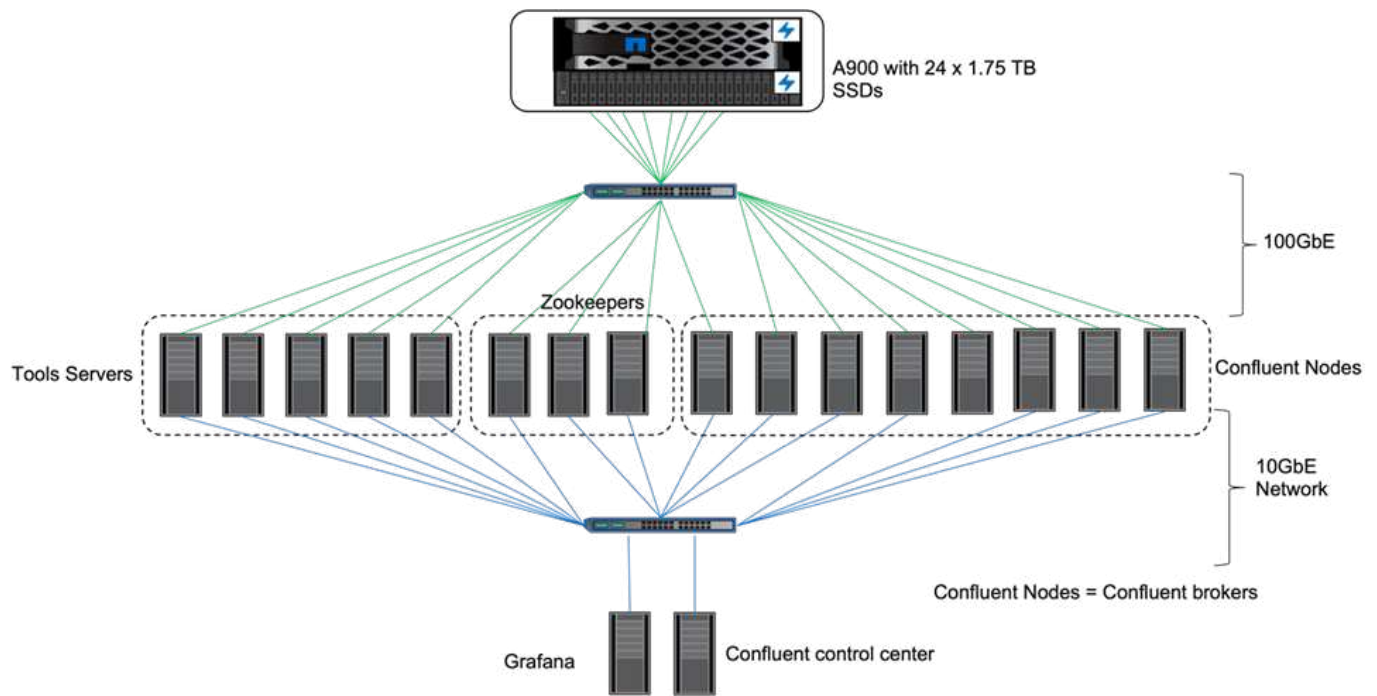 A900 with 24 x 1.75 TB
SSDs
100GbE
Zookeepers
Tools Servers
Confluent Nodes
10GbE
Network
Confluent Nodes = Confluent brokers
Grafana
Confluent control center